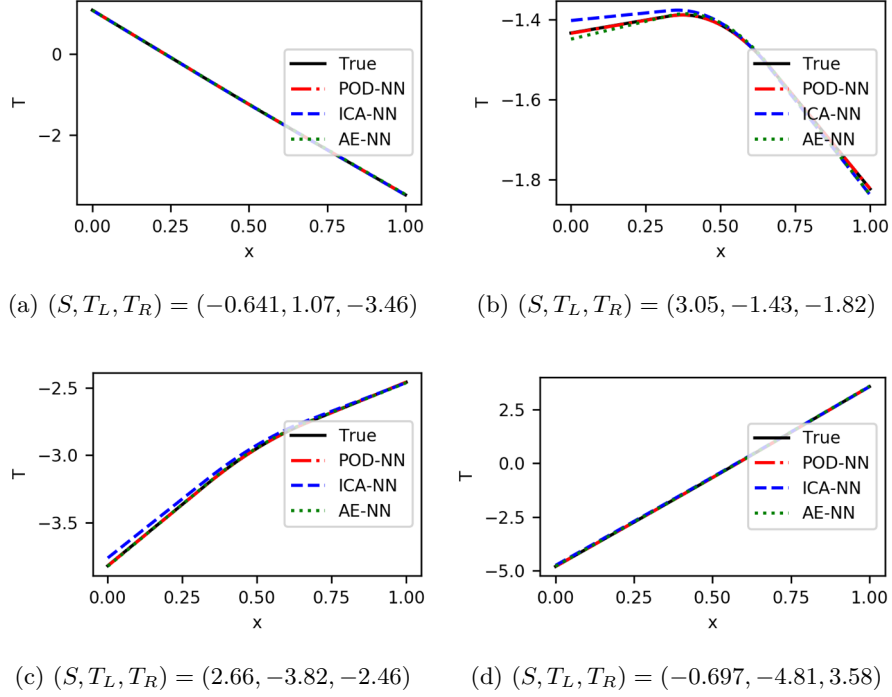 0
−2
T
True
POD-NN
ICA-NN
AE-NN
0.00 0.25 0.50 0.75 1.00
x
(a) (S, T_L, T_R) = (−0.641, 1.07, −3.46)
−1.4
−1.6
−1.8
T
True
POD-NN
ICA-NN
AE-NN
0.00 0.25 0.50 0.75 1.00
x
(b) (S, T_L, T_R) = (3.05, −1.43, −1.82)
−2.5
−3.0
−3.5
T
True
POD-NN
ICA-NN
AE-NN
0.00 0.25 0.50 0.75 1.00
x
(c) (S, T_L, T_R) = (2.66, −3.82, −2.46)
2.5
0.0
−2.5
−5.0
T
True
POD-NN
ICA-NN
AE-NN
0.00 0.25 0.50 0.75 1.00
x
(d) (S, T_L, T_R) = (−0.697, −4.81, 3.58)